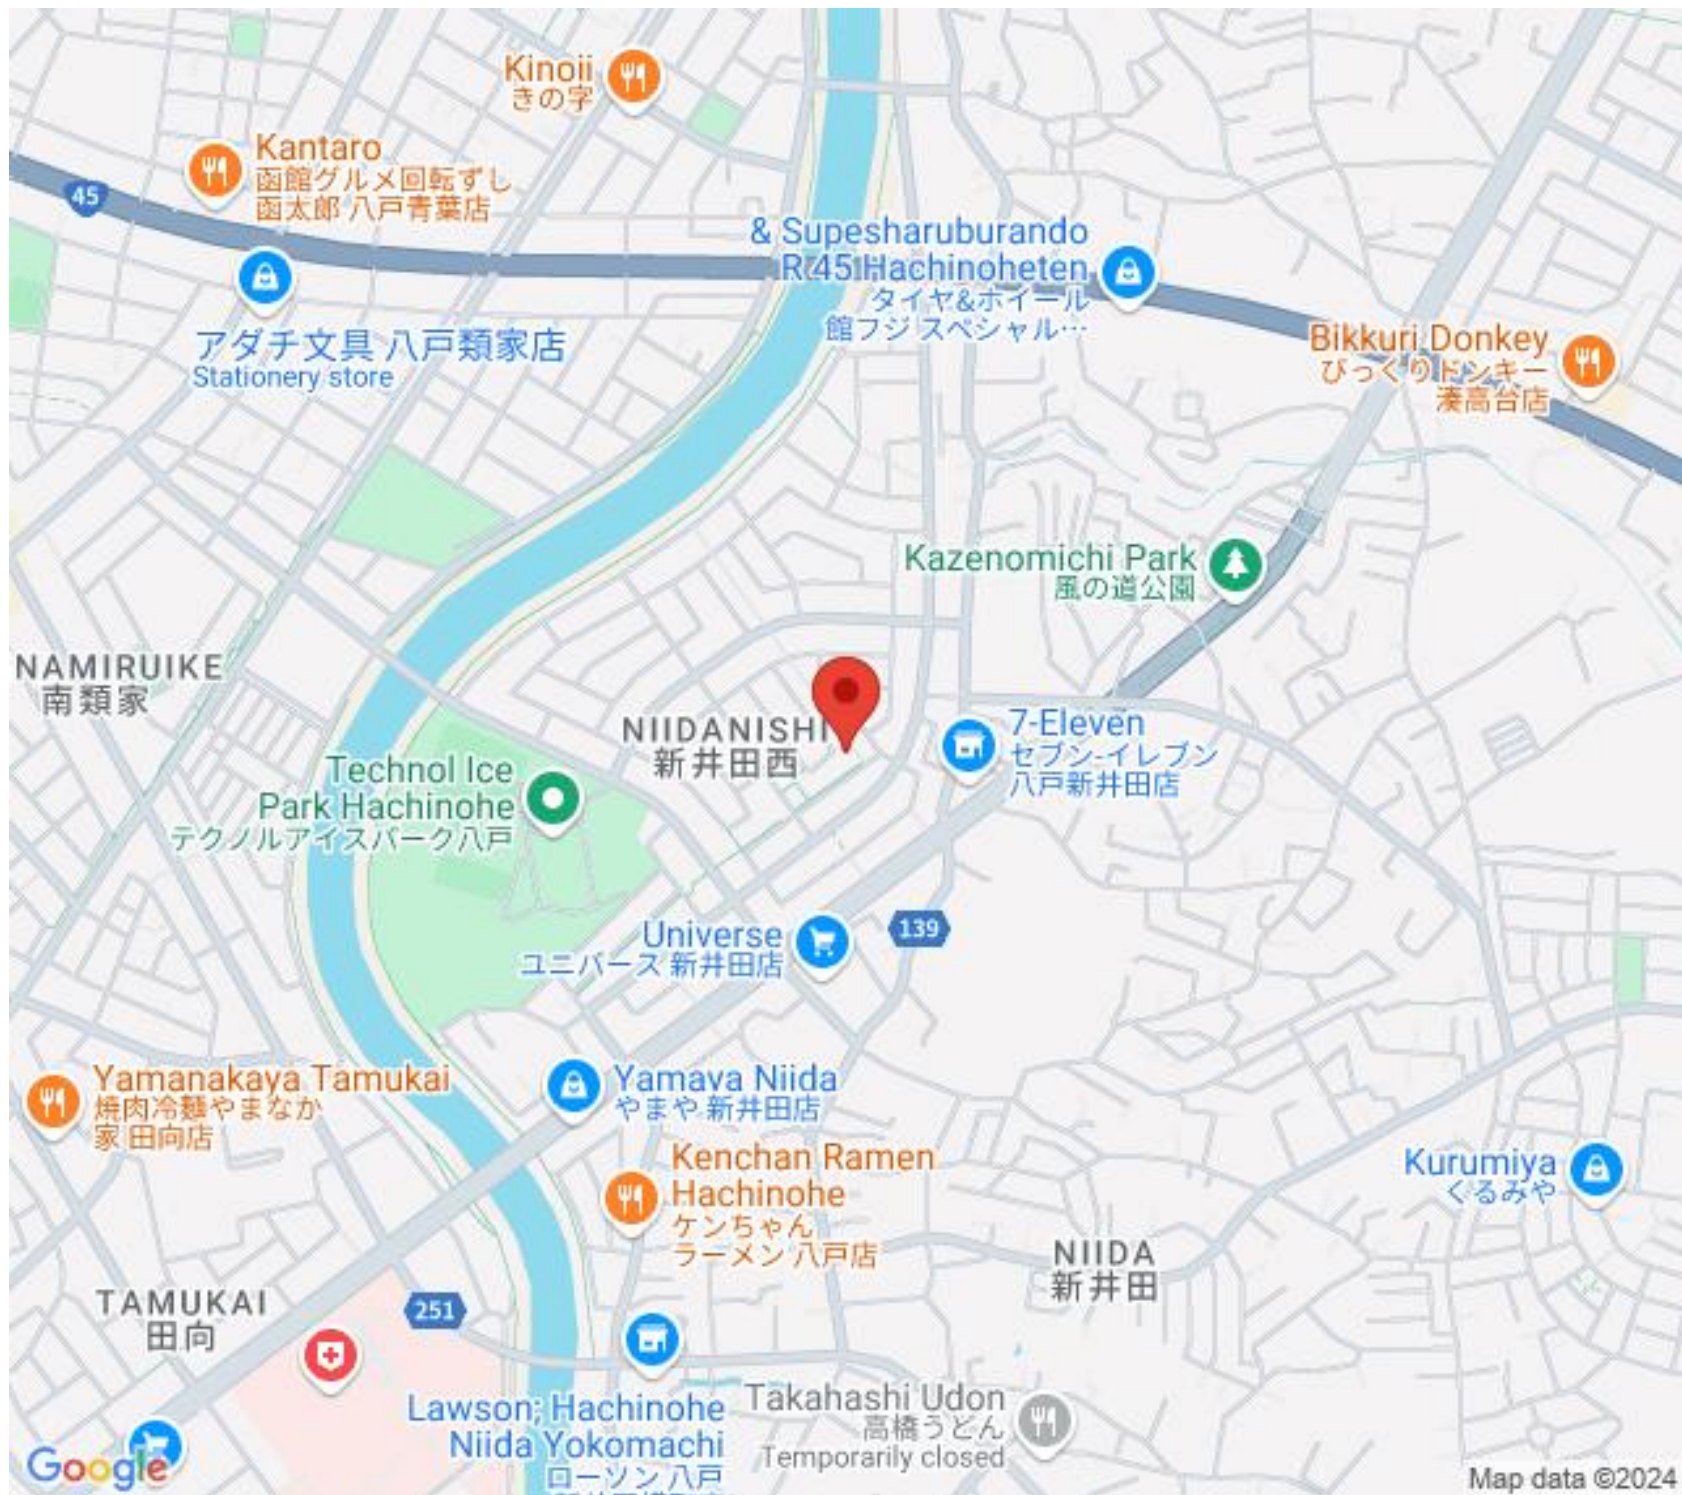 Kinoii
きの字
Kantaro
函館グルメ回転ずし
函太郎 八戸青葉店
45
& Supesharuburando
R 45 Hachinoheten
タイヤ&ホイール
館フジ スペシャル…
アダチ文具 八戸類家店
Stationery store
Bikkuri Donkey
びっくりドンキー
湊高台店
Kazenomichi Park
風の道公園
NAMIRUIKE
南類家
NIIDANISHI
新井田西
7-Eleven
セブン-イレブン
八戸新井田店
Technol Ice
Park Hachinohe
テクノルアイスパーク八戸
Universe
ユニバース 新井田店
139
Yamanakaya Tamukai
焼肉冷麺やまなか
家 田向店
Yamava Niida
やまや 新井田店
Kenchan Ramen
Hachinohe
ケンちゃん
ラーメン 八戸店
Kurumiya
くるみや
NIIDA
新井田
TAMUKAI
田向
251
Lawson; Hachinohe
Niida Yokomachi
ローソン 八戸
Takahashi Udon
高橋うどん
Temporarily closed
Google
Map data ©2024